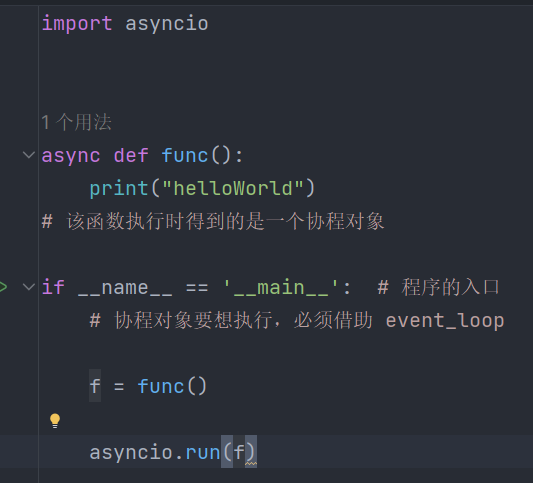 import asyncio
1 个用法
async def func():
    print("helloWorld")
# 该函数执行时得到的是一个协程对象
if __name__ == '__main__':  # 程序的入口
    # 协程对象要想执行，必须借助 event_loop
    f = func()
    asyncio.run(f)